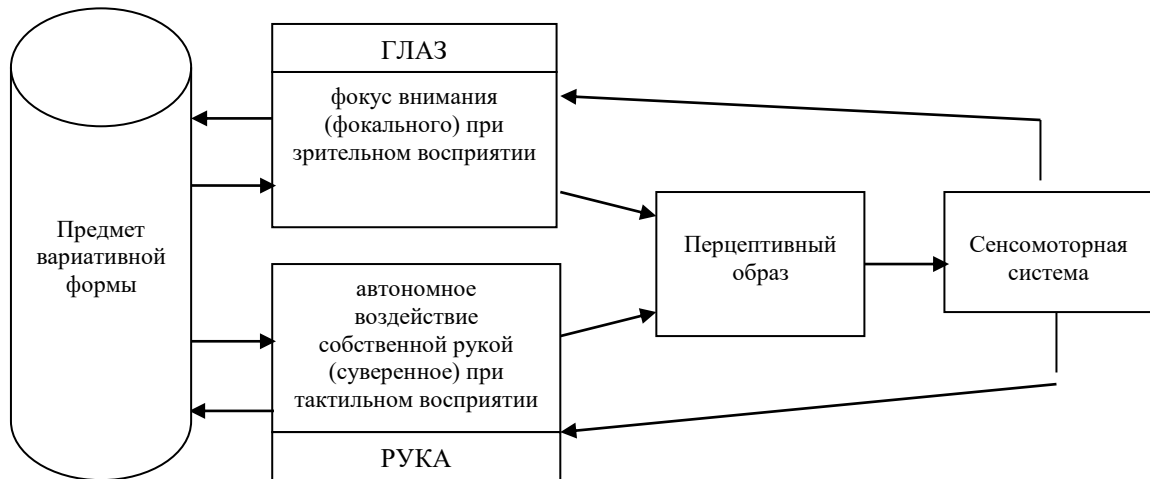 Предмет
вариативной
формы
ГЛАЗ
фокус внимания
(фокального) при
зрительном восприятии
автономное
воздействие
собственной рукой
(суверенное) при
тактильном восприятии
РУКА
Перцептивный
образ
Сенсомоторная
система